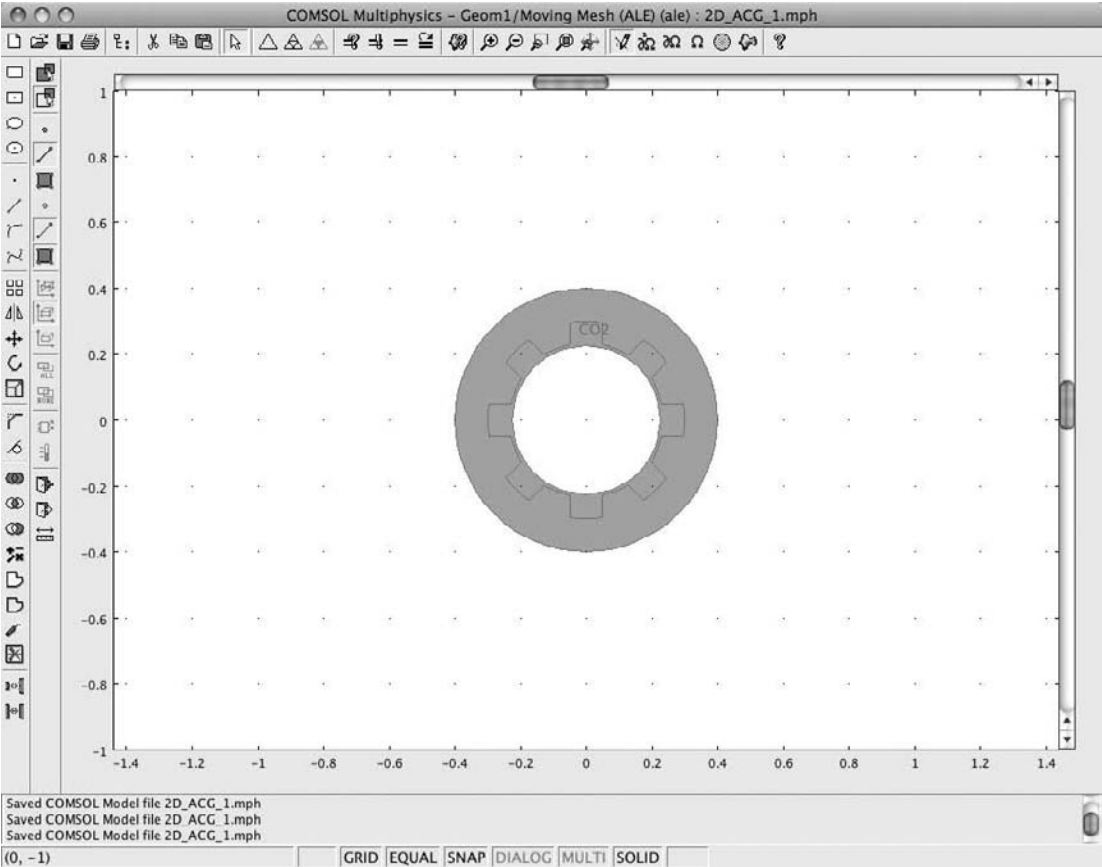 COMSOL Multiphysics – Geom1/Moving Mesh (ALE) (ale) : 2D_ACG_1.mph
1
0.8
0.6
0.4
0.2
0
-0.2
-0.4
-0.6
-0.8
-1
CO2
-1.4 -1.2 -1 -0.8 -0.6 -0.4 -0.2 0 0.2 0.4 0.6 0.8 1 1.2 1.4
Saved COMSOL Model file 2D_ACG_1.mph
Saved COMSOL Model file 2D_ACG_1.mph
Saved COMSOL Model file 2D_ACG_1.mph
(0, -1) GRID EQUAL SNAP DIALOG MULTI SOLID